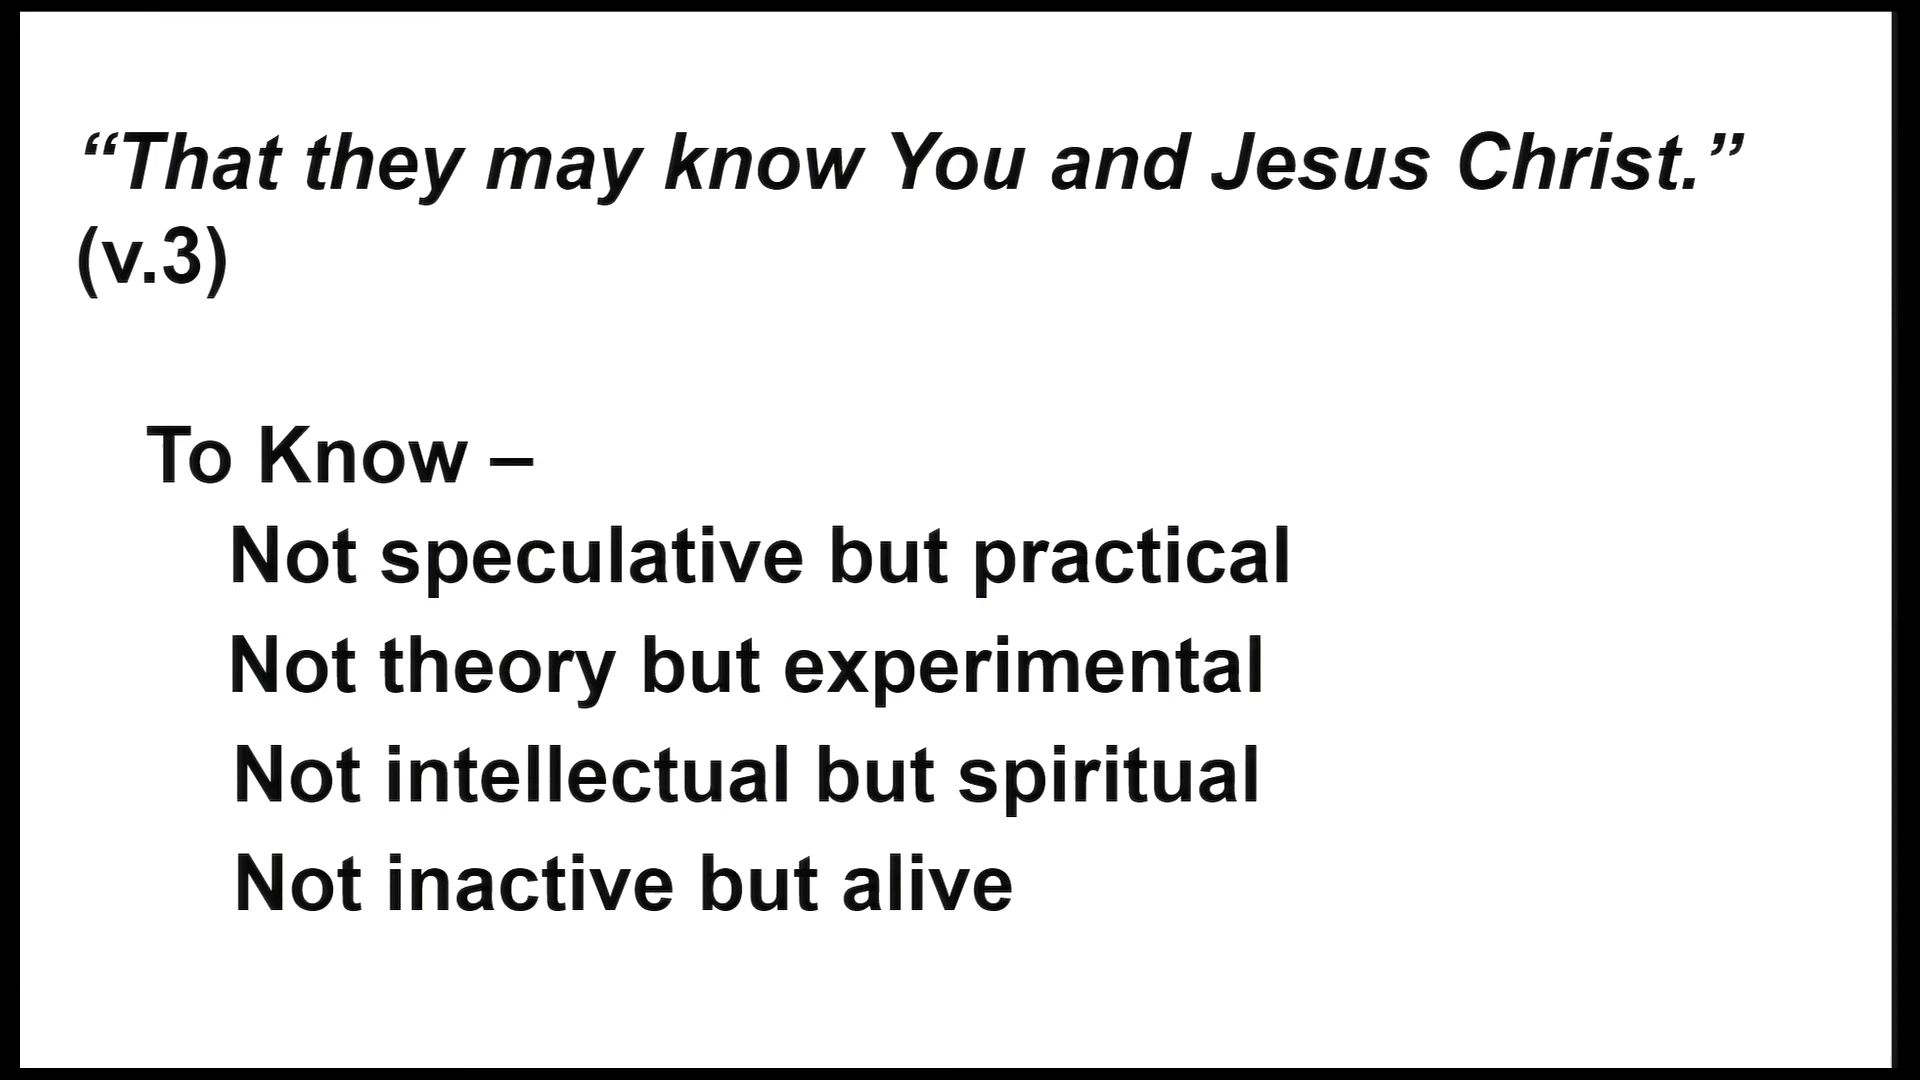 “That they may know You and Jesus Christ.”
(v.3)
To Know –
Not speculative but practical
Not theory but experimental
Not intellectual but spiritual
Not inactive but alive